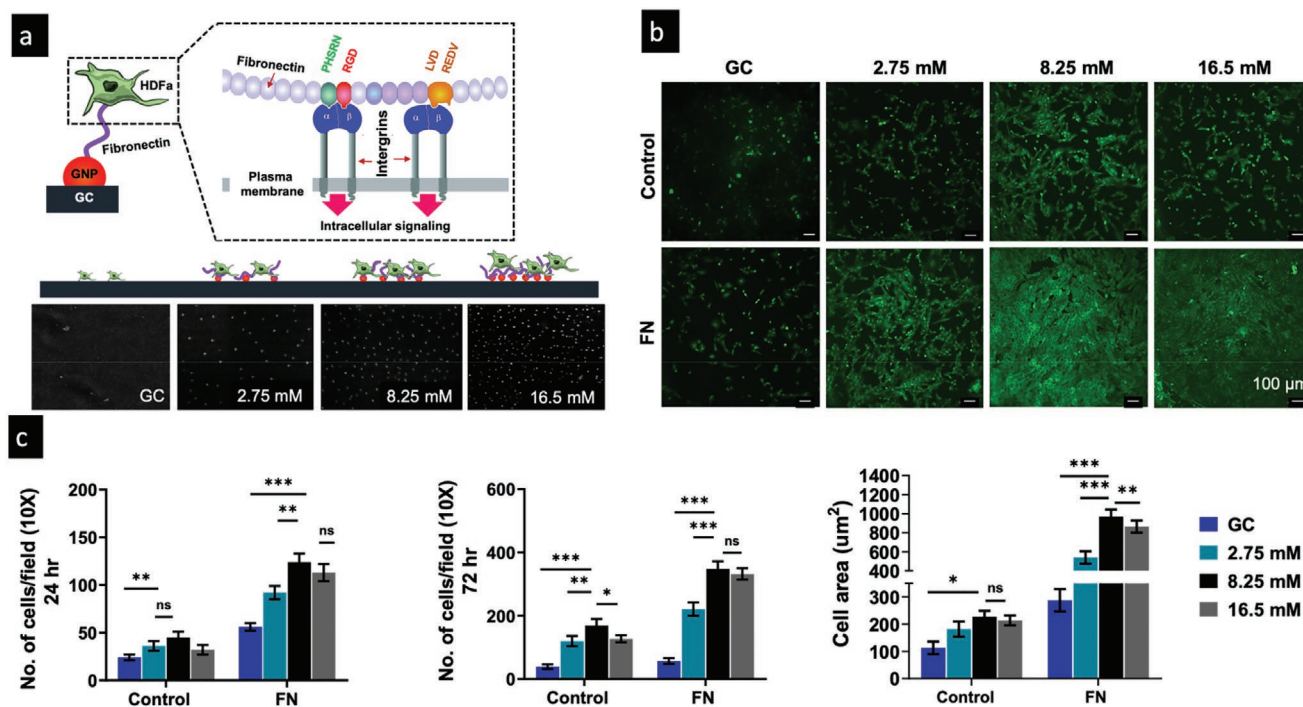 a
HDFa
Fibronectin
GNP
GC
Fibronectin
PHSRN
RGD
LVD
REDV
α
β
α
β
Intergrins
Plasma
membrane
Intracellular signaling
GC
2.75 mM
8.25 mM
16.5 mM
b
GC
2.75 mM
8.25 mM
16.5 mM
Control
FN
100 µm
c
No. of cells/field (10X)
24 hr
200
150
100
50
0
**
ns
***
**
ns
Control
FN
No. of cells/field (10X)
72 hr
600
400
200
0
***
**
*
***
***
ns
Control
FN
Cell area (um²)
1400
1200
1000
800
600
400
300
200
100
0
*
ns
***
***
**
Control
FN
GC
2.75 mM
8.25 mM
16.5 mM